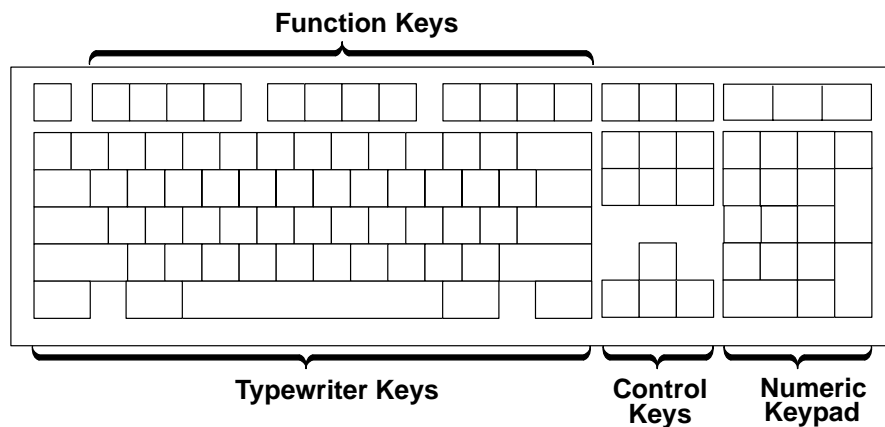 Function Keys
Typewriter Keys
Control
Keys
Numeric
Keypad